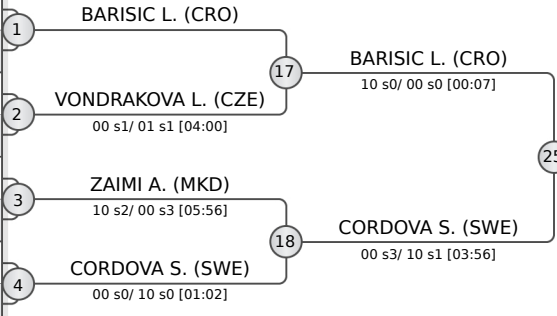 BARISIC L. (CRO)
1
17
BARISIC L. (CRO)
10 s0/ 00 s0 [00:07]
VONDRAKOVA L. (CZE)
2
00 s1/ 01 s1 [04:00]
25
ZAIMI A. (MKD)
3
10 s2/ 00 s3 [05:56]
18
CORDOVA S. (SWE)
00 s3/ 10 s1 [03:56]
CORDOVA S. (SWE)
4
00 s0/ 10 s0 [01:02]